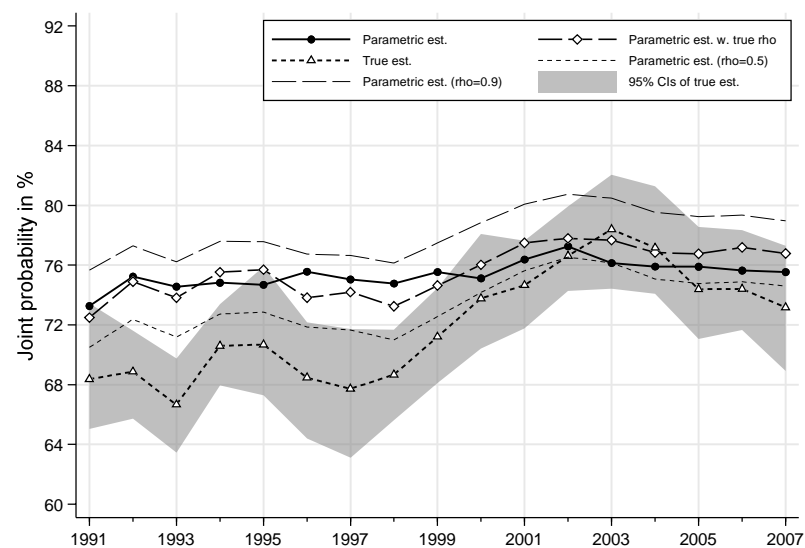 92
88
84
80
76
72
68
64
60
Joint probability in %
Parametric est.
True est.
Parametric est. (rho=0.9)
Parametric est. w. true rho
Parametric est. (rho=0.5)
95% CIs of true est.
1991 1993 1995 1997 1999 2001 2003 2005 2007